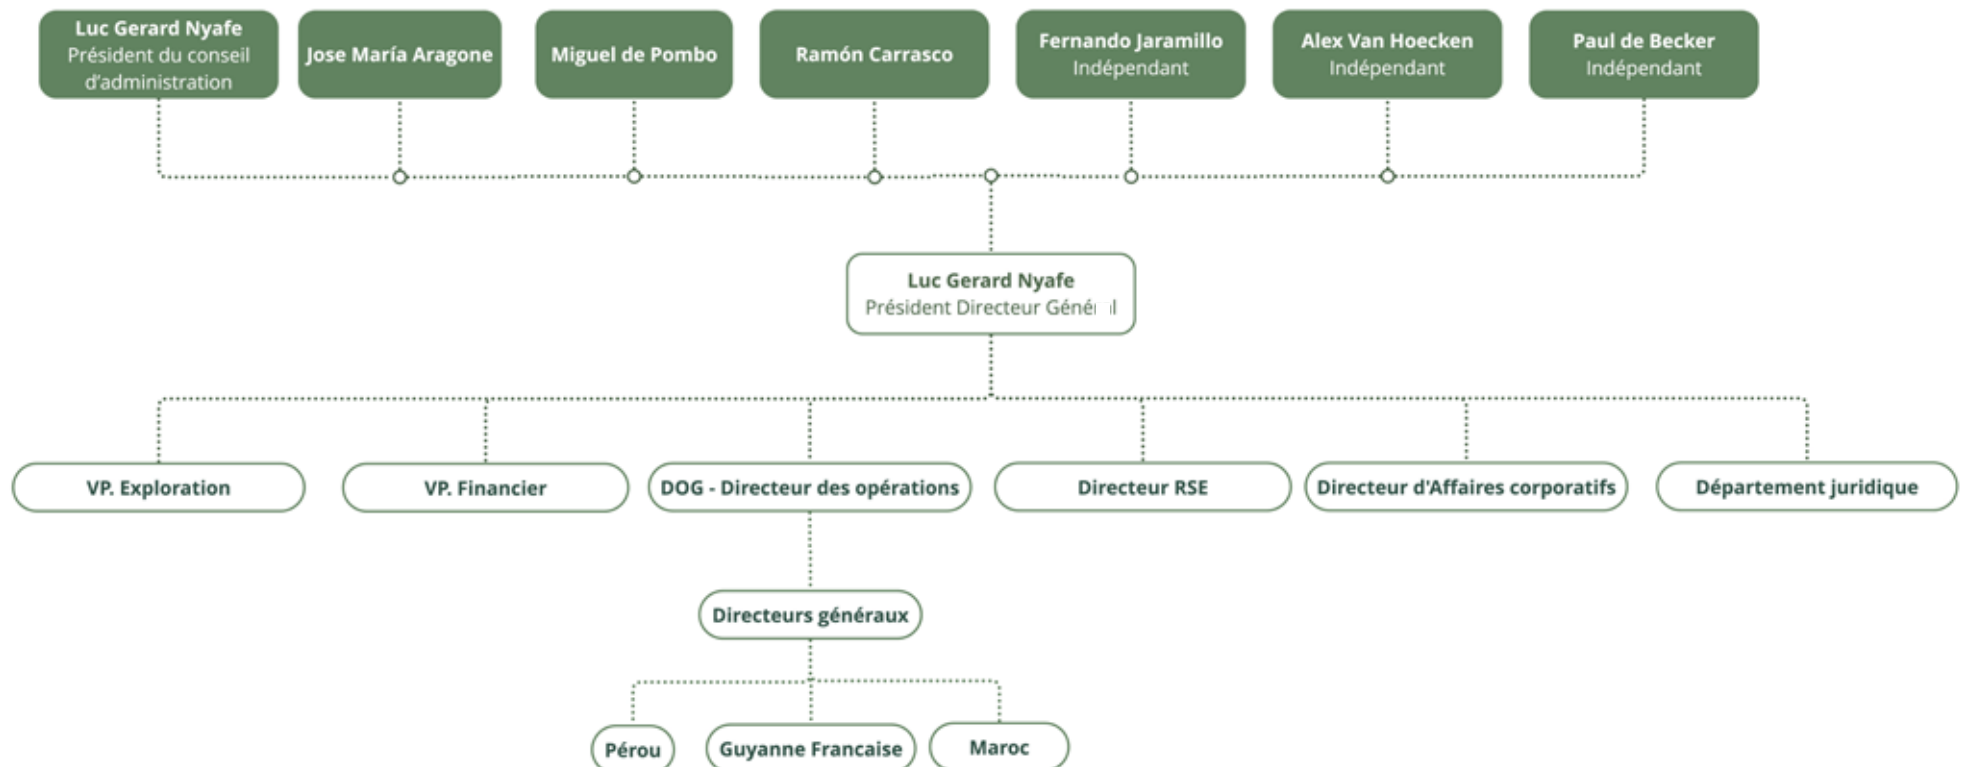 Luc Gerard Nyafe
Président du conseil
d'administration
Jose María Aragone
Miguel de Pombo
Ramón Carrasco
Fernando Jaramillo
Indépendant
Alex Van Hoecken
Indépendant
Paul de Becker
Indépendant
Luc Gerard Nyafe
Président Directeur Général
VP. Exploration
VP. Financier
DOG - Directeur des opérations
Directeur RSE
Directeur d'Affaires corporatifs
Département juridique
Directeurs généraux
Pérou
Guyanne Francaise
Maroc